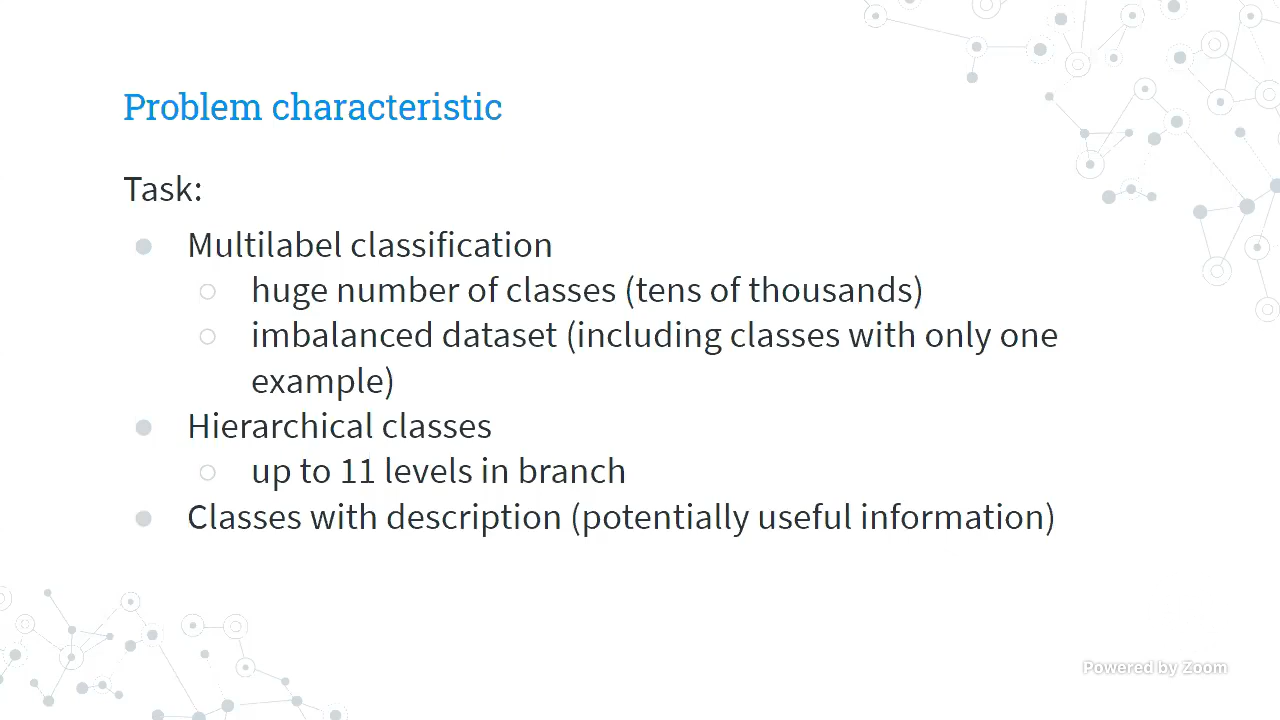 Problem characteristic
Task:
Multilabel classification
huge number of classes (tens of thousands)
imbalanced dataset (including classes with only one
example)
Hierarchical classes
up to 11 levels in branch
Classes with description (potentially useful information)
Powered by Zoom